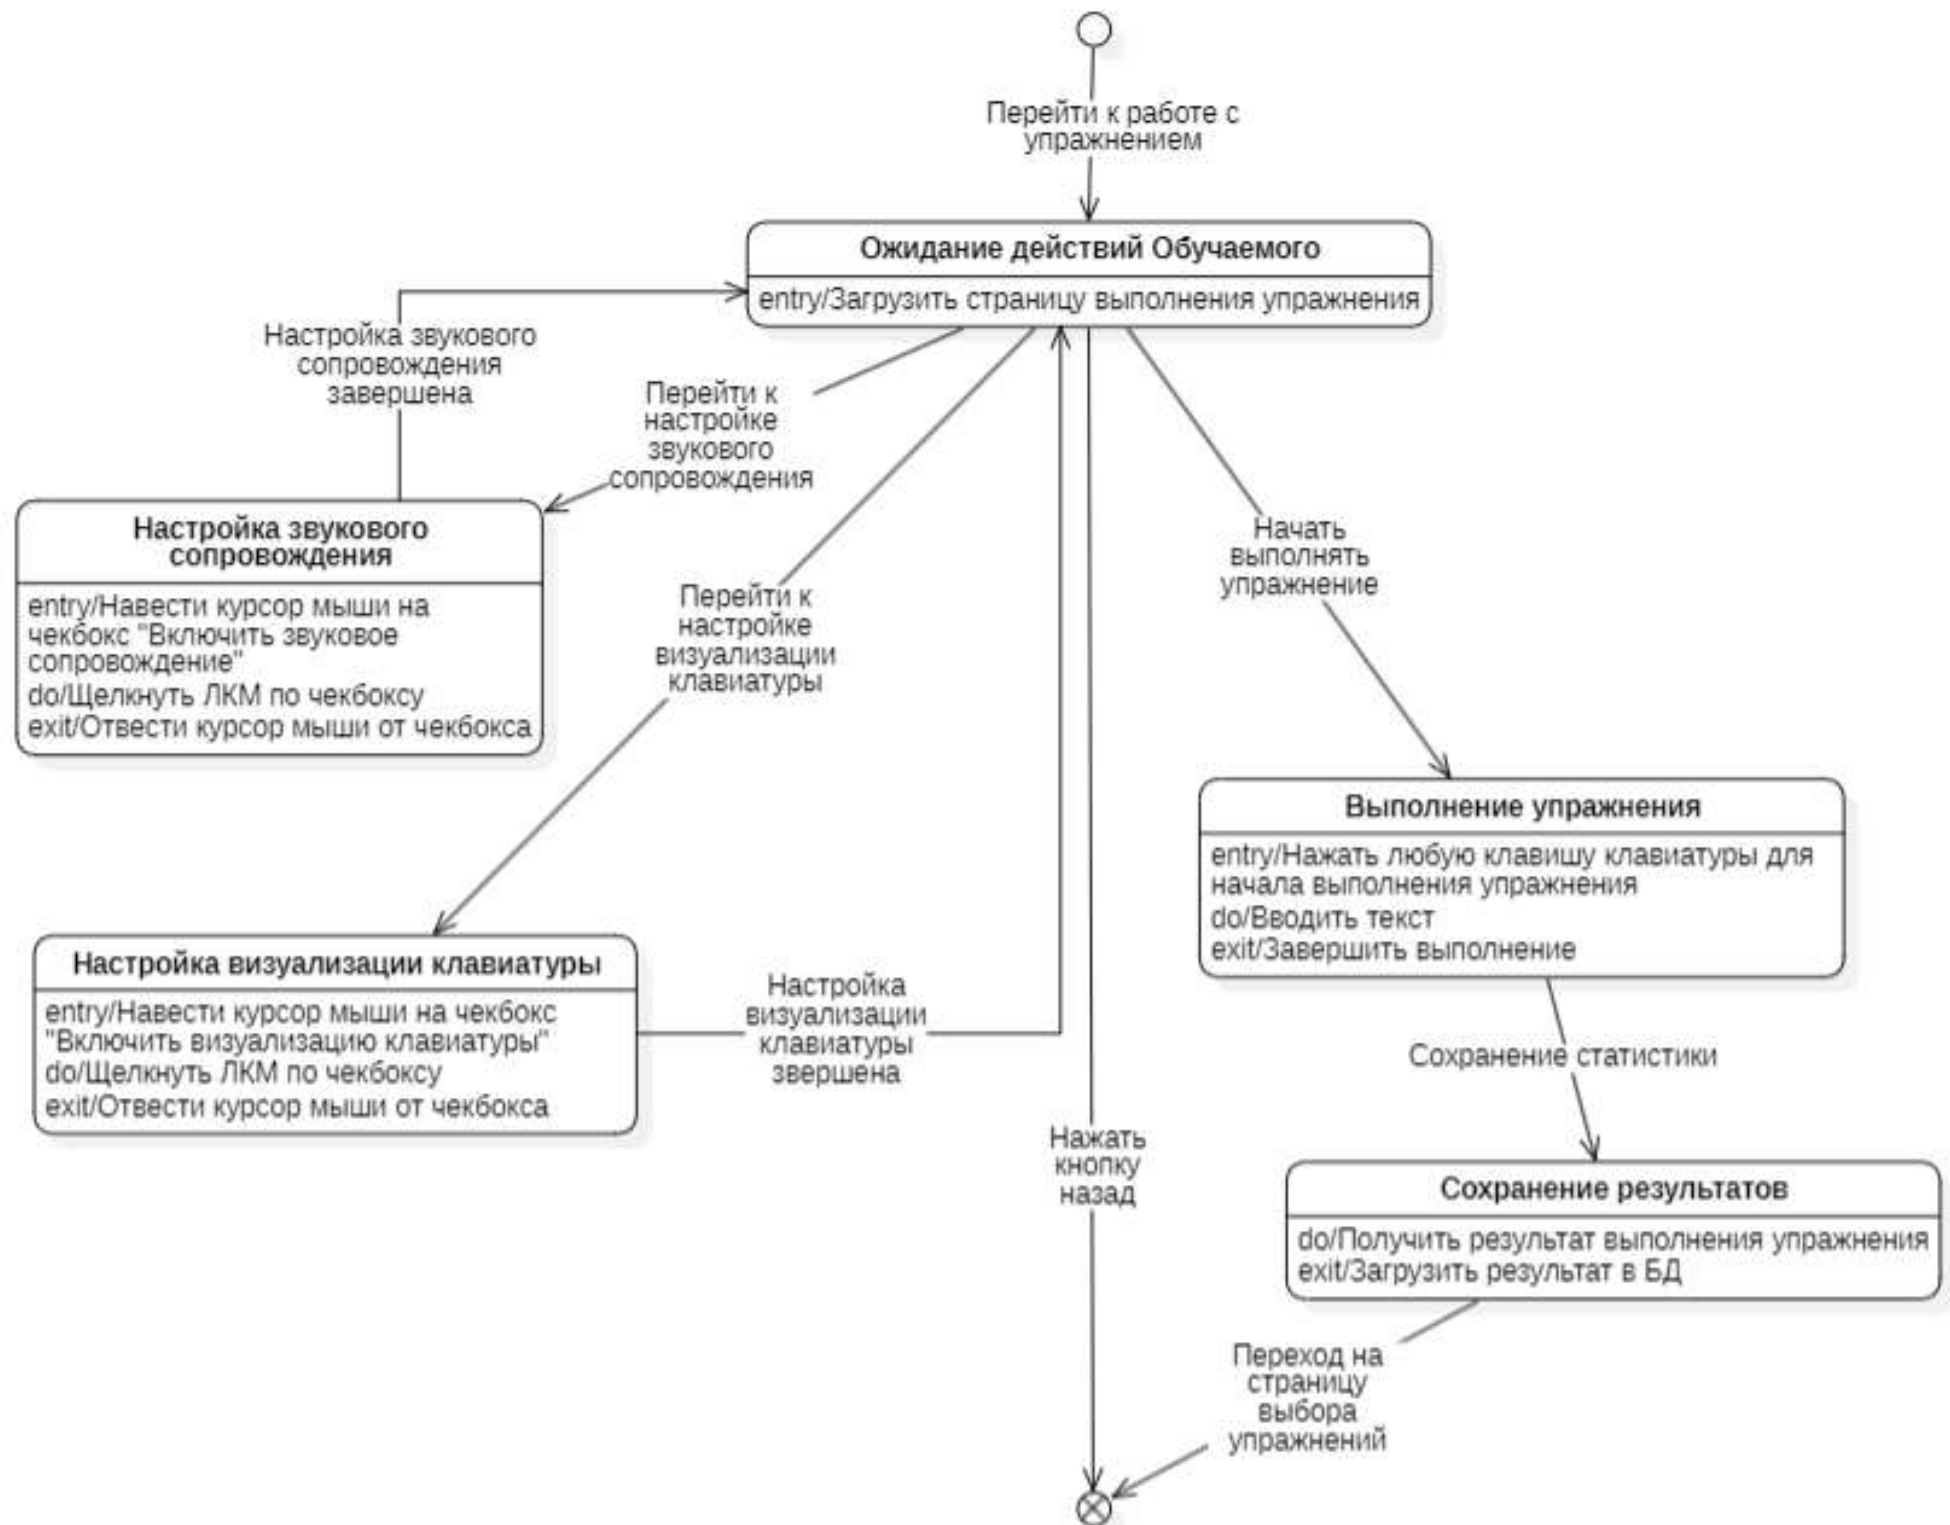 Перейти к работе с
упражнением
Ожидание действий Обучаемого
entry/Загрузить страницу выполнения упражнения
Настройка звукового
сопровождения
завершена
Перейти к
настройке
звукового
сопровождения
Настройка звукового
сопровождения
entry/Навести курсор мыши на
чекбокс "Включить звуковое
сопровождение"
do/Щелкнуть ЛКМ по чекбоксу
exit/Отвести курсор мыши от чекбокса
Начать
выполнять
упражнение
Перейти к
настройке
визуализации
клавиатуры
Выполнение упражнения
entry/Нажать любую клавишу клавиатуры для
начала выполнения упражнения
do/Вводить текст
exit/Завершить выполнение
Настройка визуализации клавиатуры
entry/Навести курсор мыши на чекбокс
"Включить визуализацию клавиатуры"
do/Щелкнуть ЛКМ по чекбоксу
exit/Отвести курсор мыши от чекбокса
Настройка
визуализации
клавиатуры
звершена
Сохранение статистики
Нажать
кнопку
назад
Сохранение результатов
do/Получить результат выполнения упражнения
exit/Загрузить результат в БД
Переход на
страницу
выбора
упражнений